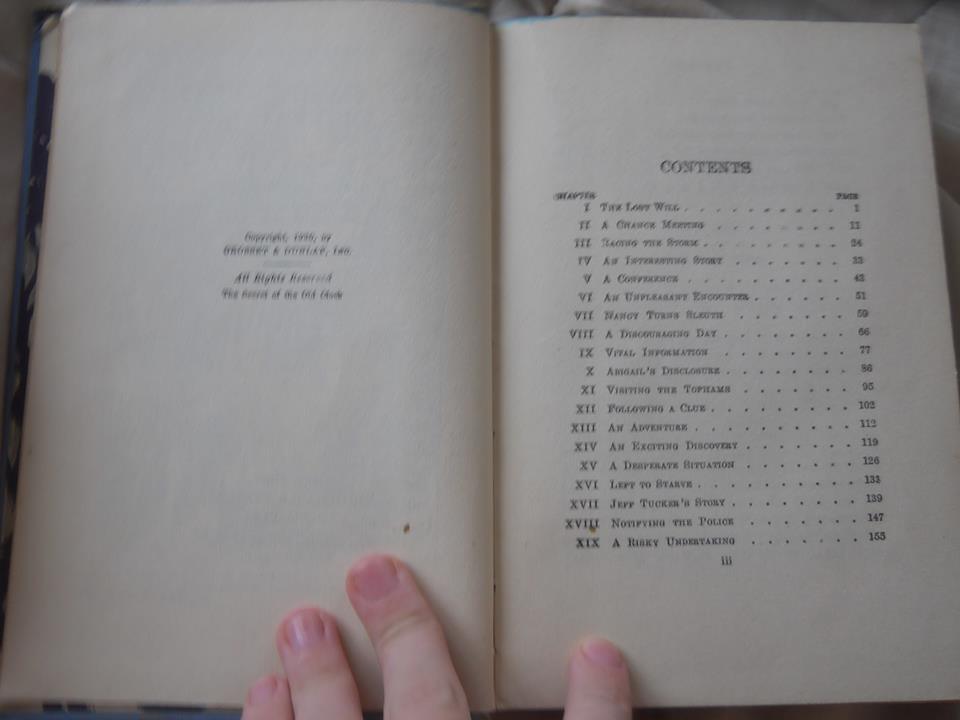 Copyright, 1930, by
GROSSET & DUNLAP, INC.
All Rights Reserved
The Secret of the Old Clock
CONTENTS
CHAPTER PAGE
I THE LOST WILL . . . . . . . . . . 1
II A CHANCE MEETING . . . . . . . . 11
III RACING THE STORM . . . . . . . . 24
IV AN INTERESTING STORY . . . . . . . 33
V A CONFERENCE . . . . . . . . . 42
VI AN UNPLEASANT ENCOUNTER . . . . . . 51
VII NANCY TURNS SLEUTH . . . . . . . 59
VIII A DISCOURAGING DAY . . . . . . . . 66
IX VITAL INFORMATION . . . . . . . 77
X ABIGAIL'S DISCLOSURE . . . . . . . . 86
XI VISITING THE TOPHAMS . . . . . . . 95
XII FOLLOWING A CLUE . . . . . . . . 102
XIII AN ADVENTURE . . . . . . . . . 112
XIV AN EXCITING DISCOVERY . . . . . . 119
XV A DESPERATE SITUATION . . . . . . 126
XVI LEFT TO STARVE . . . . . . . . . 133
XVII JEFF TUCKER'S STORY . . . . . . . 139
XVIII NOTIFYING THE POLICE . . . . . . 147
XIX A RISKY UNDERTAKING . . . . . . . 155
iii